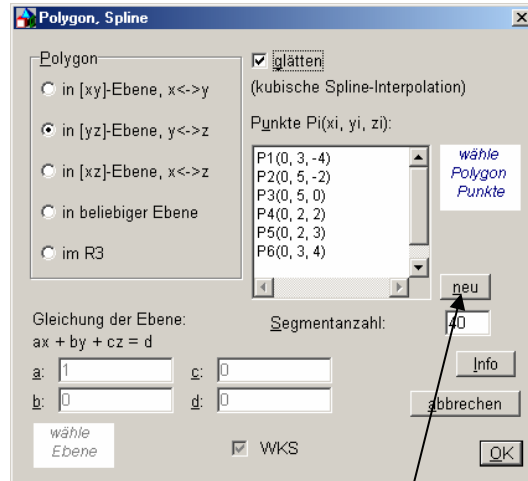 Polygon, Spline
Polygon
in [xy]-Ebene, x<->y
in [yz]-Ebene, y<->z
in [xz]-Ebene, x<->z
in beliebiger Ebene
im R3
glätten
(kubische Spline-Interpolation)
Punkte Pi(xi, yi, zi):
P1(0, 3, -4)
P2(0, 5, -2)
P3(0, 5, 0)
P4(0, 2, 2)
P5(0, 2, 3)
P6(0, 3, 4)
wähle
Polygon
Punkte
neu
Gleichung der Ebene:
ax + by + cz = d
a: 1 c: 0
b: 0 d: 0
Segmentanzahl: 40
Info
abbrechen
wähle
Ebene
WKS
OK